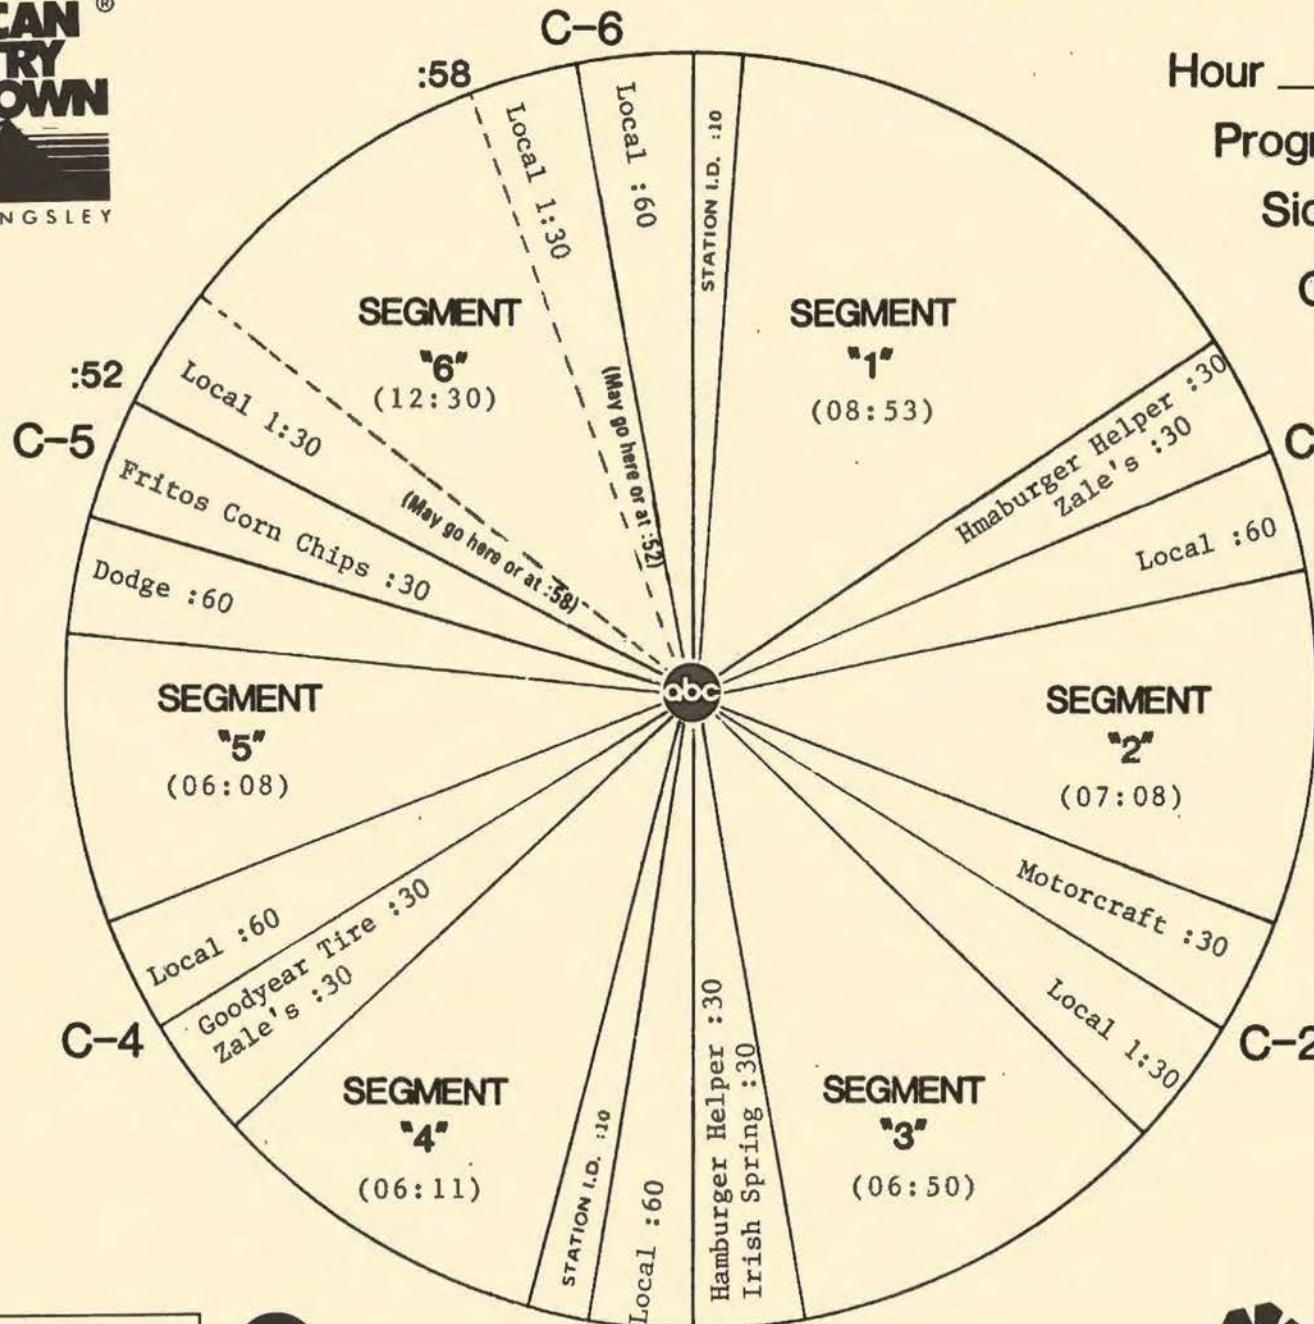 ®
NGSLEY
C-6
:58
Hour
Local 1:30
Local :60
STATION I.D. :10
SEGMENT
"6"
(12:30)
(May go here or at :52)
SEGMENT
"1"
(08:53)
Hmaburger Helper :30
Zale's :30
Local :60
:52
C-5
Local 1:30
(May go here or at :58)
Fritos Corn Chips :30
Dodge :60
abc
SEGMENT
"5"
(06:08)
SEGMENT
"2"
(07:08)
Motorcraft :30
Local 1:30
C-2
Local :60
Goodyear Tire :30
Zale's :30
C-4
SEGMENT
"4"
(06:11)
STATION I.D. :10
Local :60
Hamburger Helper :30
Irish Spring :30
SEGMENT
"3"
(06:50)